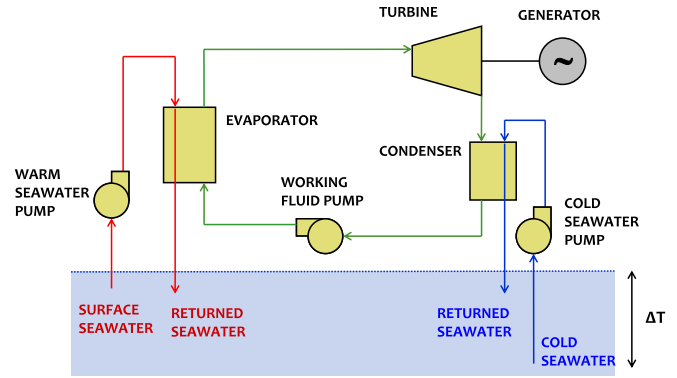 TURBINE
GENERATOR
~
EVAPORATOR
CONDENSER
WARM
SEAWATER
PUMP
WORKING
FLUID PUMP
COLD
SEAWATER
PUMP
SURFACE
SEAWATER
RETURNED
SEAWATER
RETURNED
SEAWATER
COLD
SEAWATER
ΔT